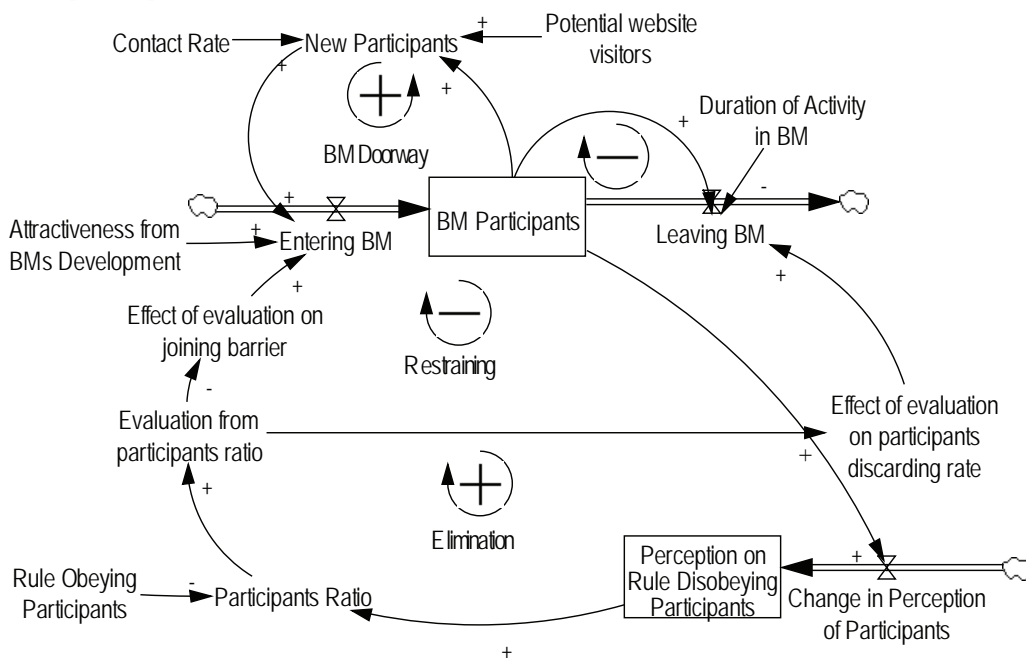 Contact Rate
New Participants
Potential website
visitors
+
+
+
BM Doorway
+
Duration of Activity
in BM
-
+
BM Participants
Leaving BM
Attractiveness from
BMs Development
+
Entering BM
+
+
Effect of evaluation on
joining barrier
Restraining
-
Evaluation from
participants ratio
+
Effect of evaluation
on participants
discarding rate
+
Elimination
Rule Obeying
Participants
-
Participants Ratio
Perception on
Rule Disobeying
Participants
+
Change in Perception
of Participants
+